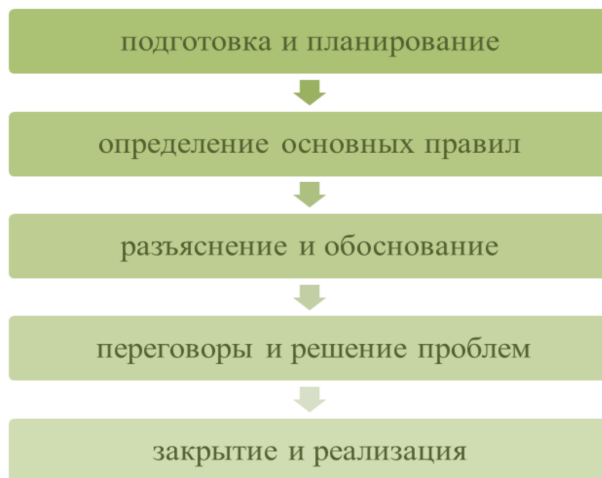 подготовка и планирование
определение основных правил
разъяснение и обоснование
переговоры и решение проблем
закрытие и реализация